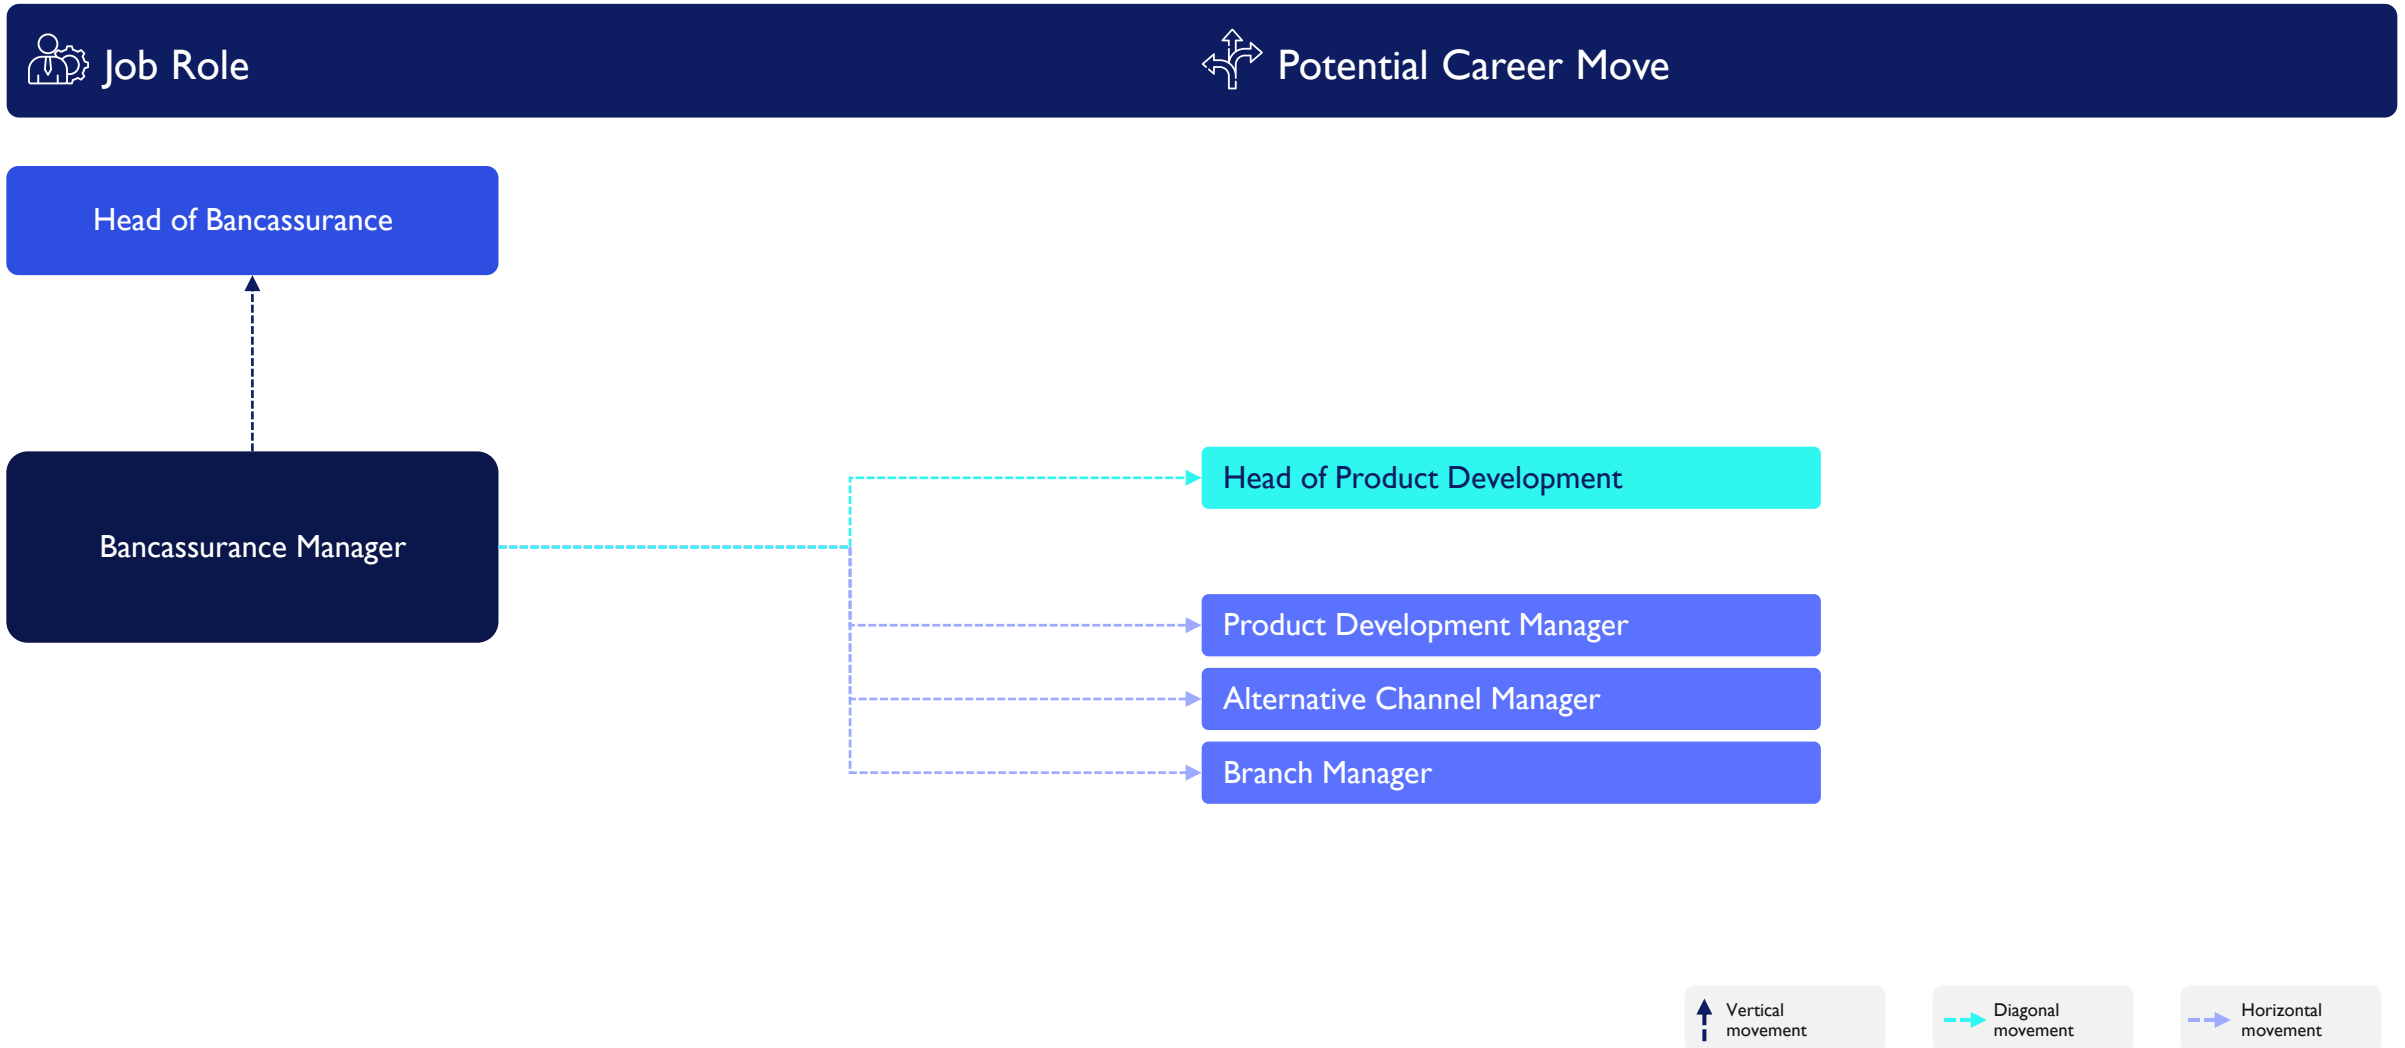 Job Role
Potential Career Move
Head of Bancassurance
Bancassurance Manager
Head of Product Development
Product Development Manager
Alternative Channel Manager
Branch Manager
Vertical
movement
Diagonal
movement
Horizontal
movement